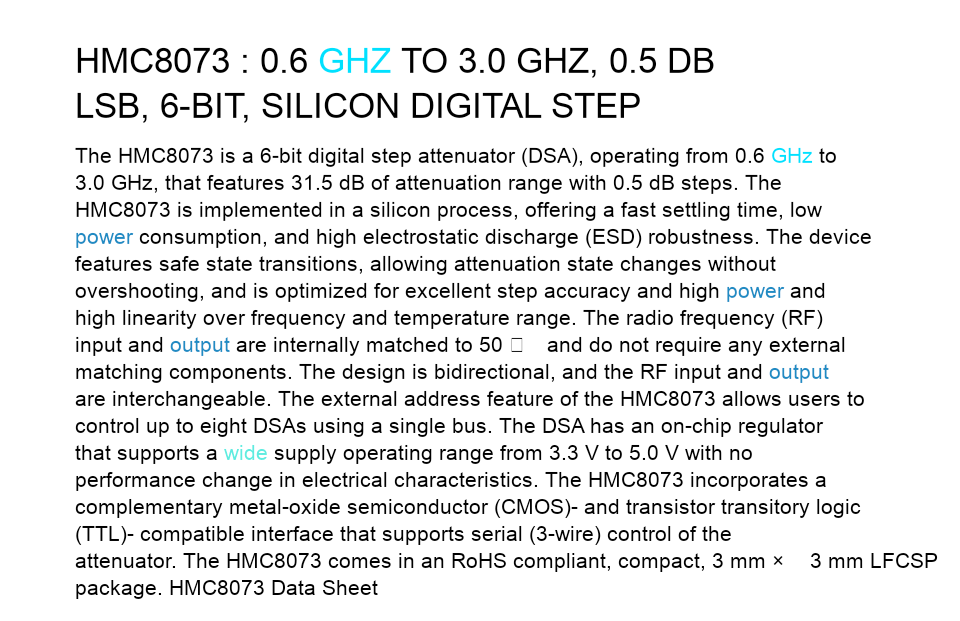 HMC8073 : 0.6 GHZ TO 3.0 GHZ, 0.5 DB
LSB, 6-BIT, SILICON DIGITAL STEP
The HMC8073 is a 6-bit digital step attenuator (DSA), operating from 0.6 GHz to
3.0 GHz, that features 31.5 dB of attenuation range with 0.5 dB steps. The
HMC8073 is implemented in a silicon process, offering a fast settling time, low
power consumption, and high electrostatic discharge (ESD) robustness. The device
features safe state transitions, allowing attenuation state changes without
overshooting, and is optimized for excellent step accuracy and high power and
high linearity over frequency and temperature range. The radio frequency (RF)
input and output are internally matched to 50 □ and do not require any external
matching components. The design is bidirectional, and the RF input and output
are interchangeable. The external address feature of the HMC8073 allows users to
control up to eight DSAs using a single bus. The DSA has an on-chip regulator
that supports a wide supply operating range from 3.3 V to 5.0 V with no
performance change in electrical characteristics. The HMC8073 incorporates a
complementary metal-oxide semiconductor (CMOS)- and transistor transitory logic
(TTL)- compatible interface that supports serial (3-wire) control of the
attenuator. The HMC8073 comes in an RoHS compliant, compact, 3 mm × 3 mm LFCSP
package. HMC8073 Data Sheet